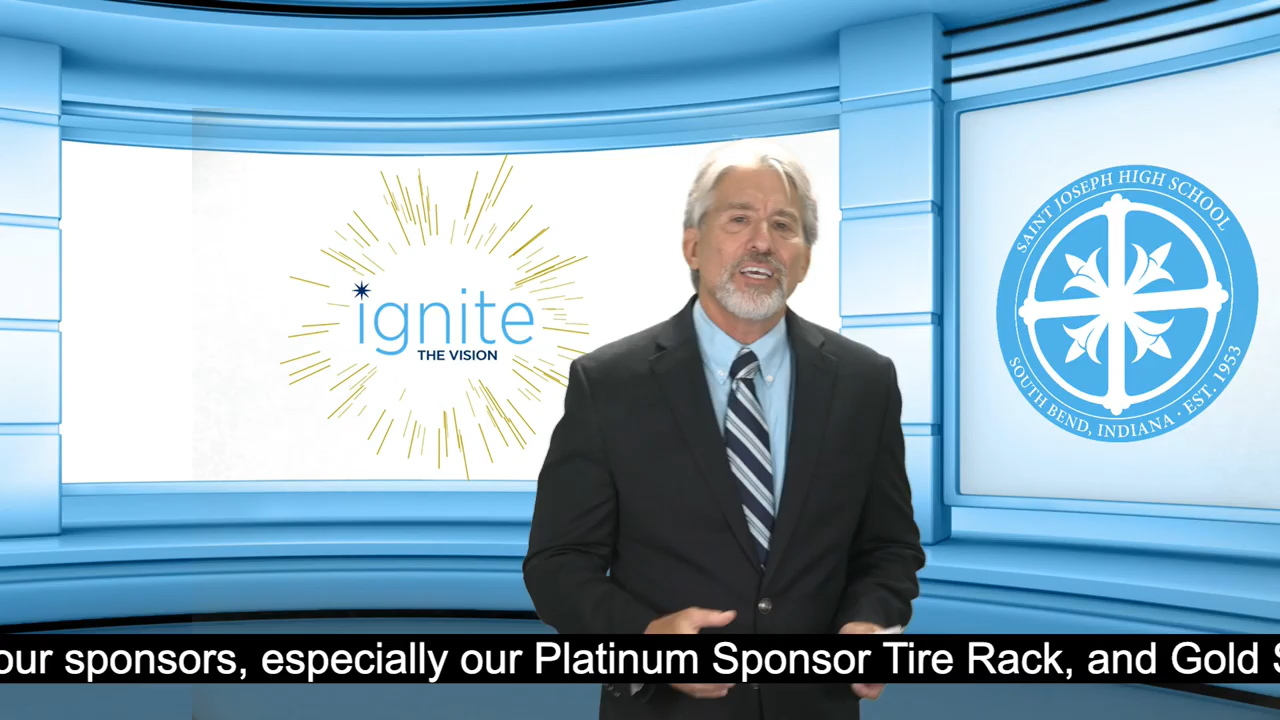 ignite
THE VISION
SAINT JOSEPH HIGH SCHOOL
SOUTH BEND, INDIANA · EST. 1953
our sponsors, especially our Platinum Sponsor Tire Rack, and Gold